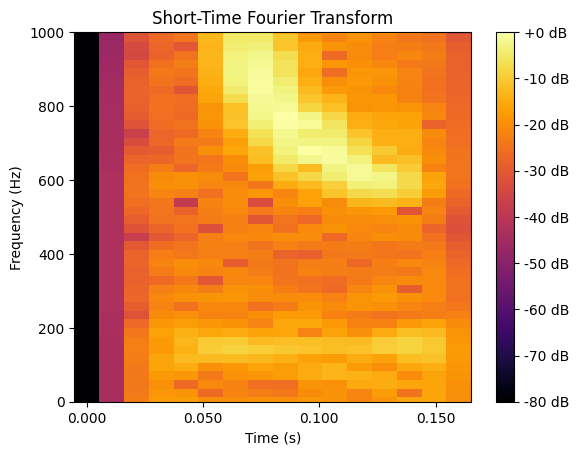 Short-Time Fourier Transform
1000
800
600
400
200
0
Frequency (Hz)
0.000
0.050
0.100
0.150
Time (s)
+0 dB
-10 dB
-20 dB
-30 dB
-40 dB
-50 dB
-60 dB
-70 dB
-80 dB